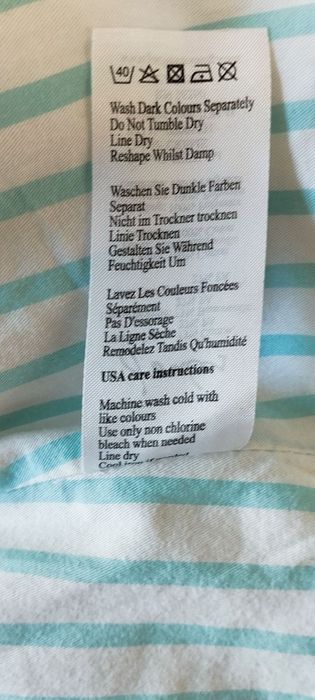 40
Wash Dark Colours Separately
Do Not Tumble Dry
Line Dry
Reshape Whilst Damp
Waschen Sie Dunkle Farben
Separat
Nicht im Trockner trocknen
Linie Trocknen
Gestalten Sie Während
Feuchtigkeit Um
Lavez Les Couleurs Foncées
Séparément
Pas D'essorage
La Ligne Sèche
Remodelez Tandis Qu'humidité
USA care instructions
Machine wash cold with
like colours
Use only non chlorine
bleach when needed
Line dry
Cool